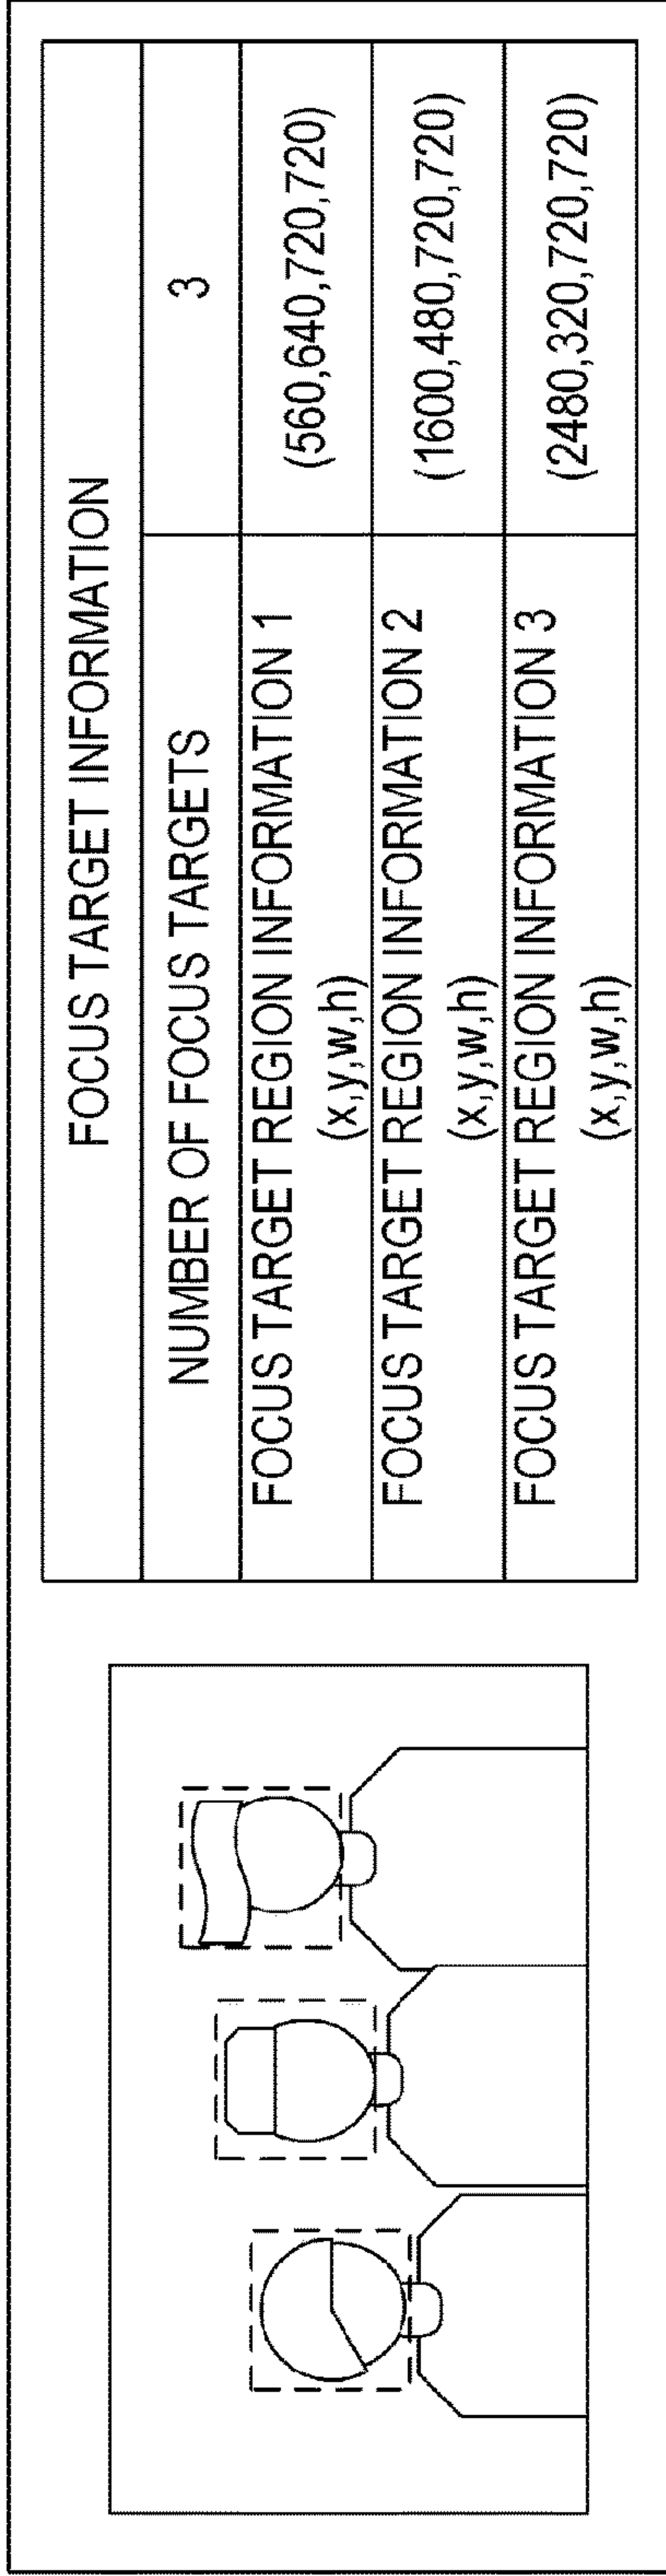 FOCUS TARGET INFORMATION
NUMBER OF FOCUS TARGETS 3
FOCUS TARGET REGION INFORMATION 1
(x,y,w,h)
(560,640,720,720)
FOCUS TARGET REGION INFORMATION 2
(x,y,w,h)
(1600,480,720,720)
FOCUS TARGET REGION INFORMATION 3
(x,y,w,h)
(2480,320,720,720)